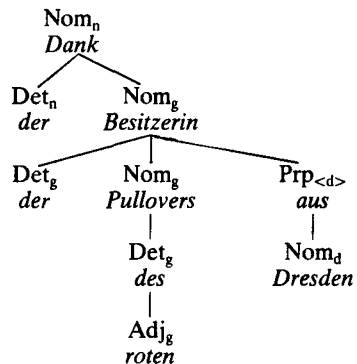 Nomn
Dank
Detn Nomg
der Besitzerin
Detg Nomg Prp<d>
der Pullovers aus
Detg Nomd
des Dresden
Adjg
roten